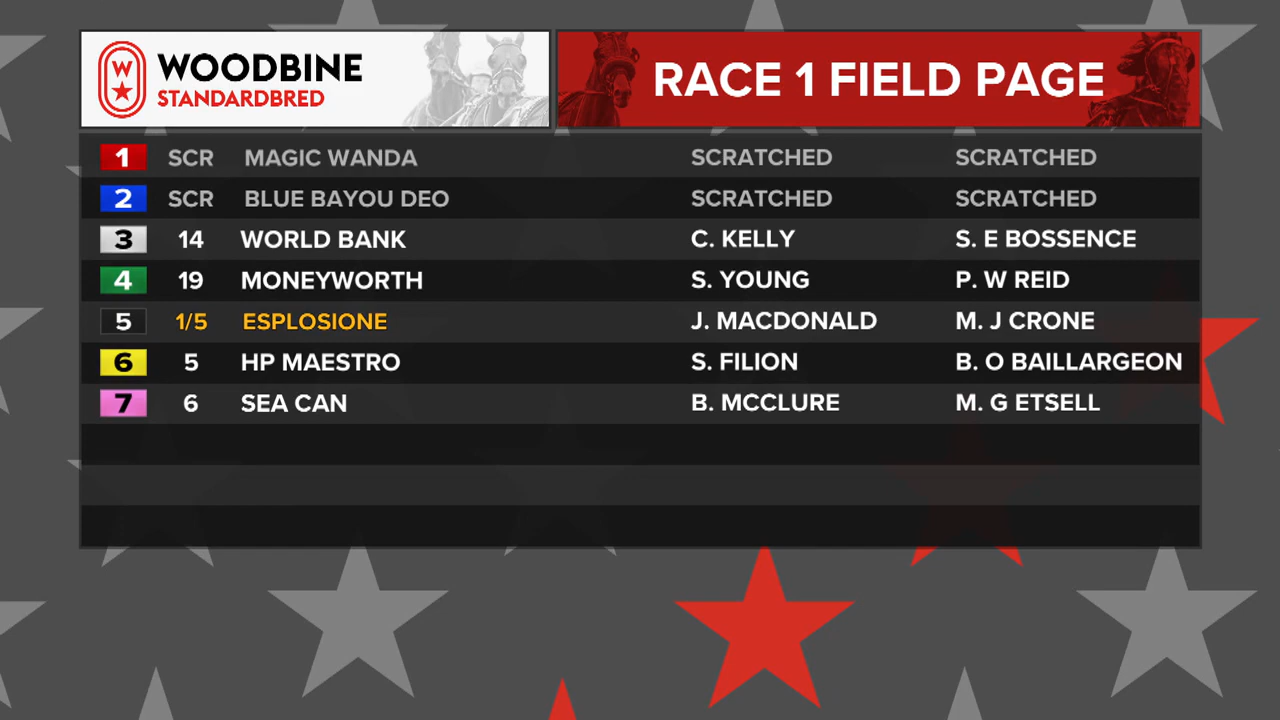 W
WOODBINE
STANDARDBRED
RACE 1 FIELD PAGE
1 SCR MAGIC WANDA SCRATCHED SCRATCHED
2 SCR BLUE BAYOU DEO SCRATCHED SCRATCHED
3 14 WORLD BANK C. KELLY S. E BOSSENCE
4 19 MONEYWORTH S. YOUNG P. W REID
5 1/5 ESPLOSIONE J. MACDONALD M. J CRONE
6 5 HP MAESTRO S. FILION B. O BAILLARGEON
7 6 SEA CAN B. MCCLURE M. G ETSELL